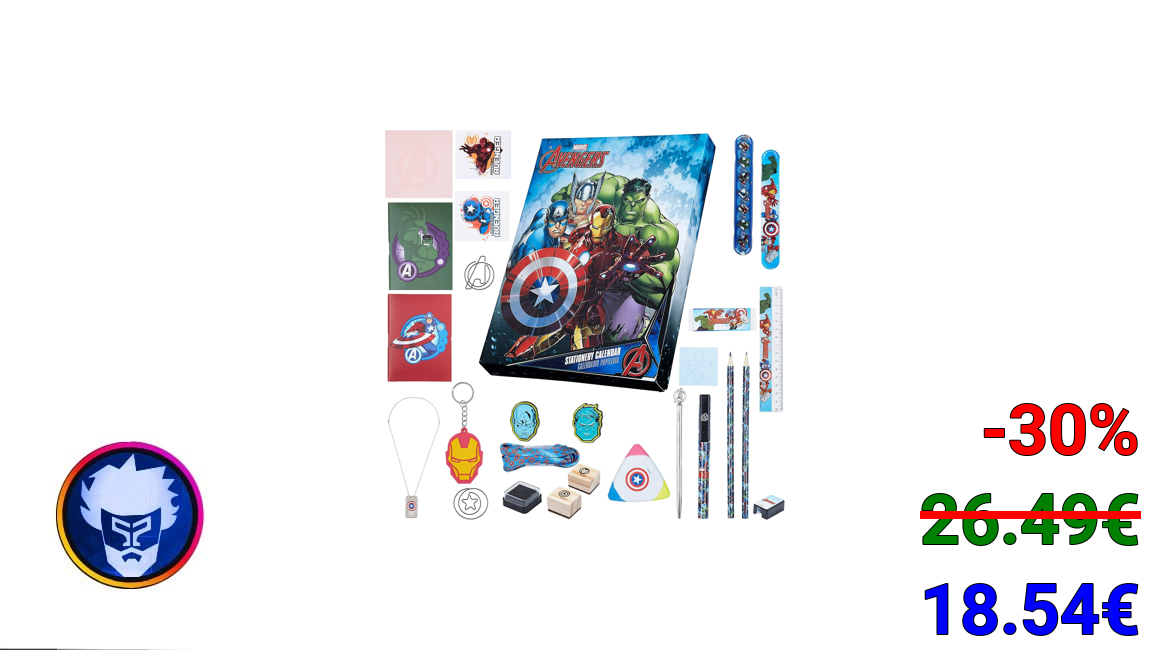 AVENGER
AVENGER
MARVEL
AVENGERS
STATIONERY CALENDAR
CALENDARIO PAPELERÍA
-30%
26.49€
18.54€